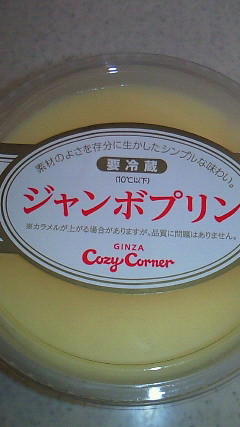 素材のよさを存分に生かしたシンプルな味わい。
要冷蔵
(10℃以下)
ジャンボプリン
※カラメルが上がる場合がありますが、品質に問題はありません。
GINZA
Cozy Corner